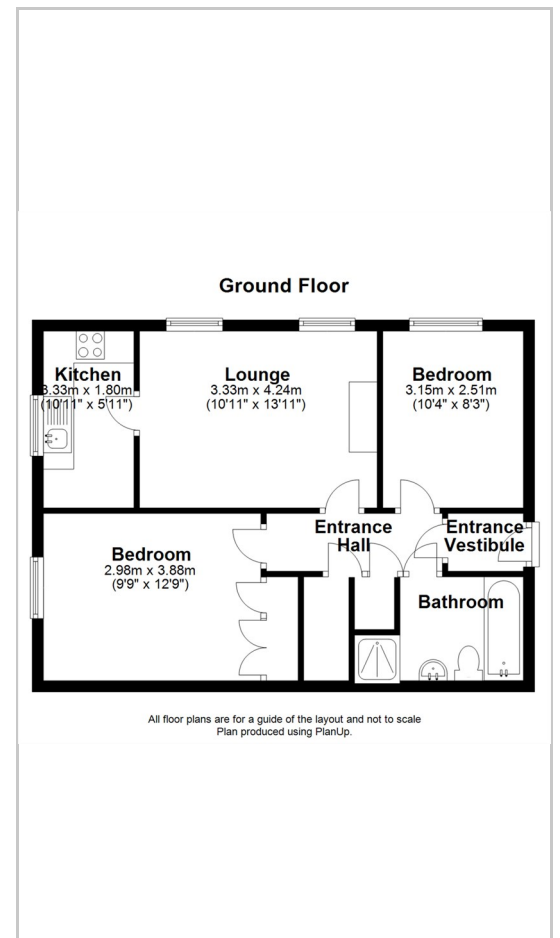 Ground Floor
Kitchen
3.33m x 1.80m
(10'11" x 5'11")
Lounge
3.33m x 4.24m
(10'11" x 13'11")
Bedroom
3.15m x 2.51m
(10'4" x 8'3")
Bedroom
2.98m x 3.88m
(9'9" x 12'9")
Entrance
Hall
Entrance
Vestibule
Bathroom
All floor plans are for a guide of the layout and not to scale
Plan produced using PlanUp.